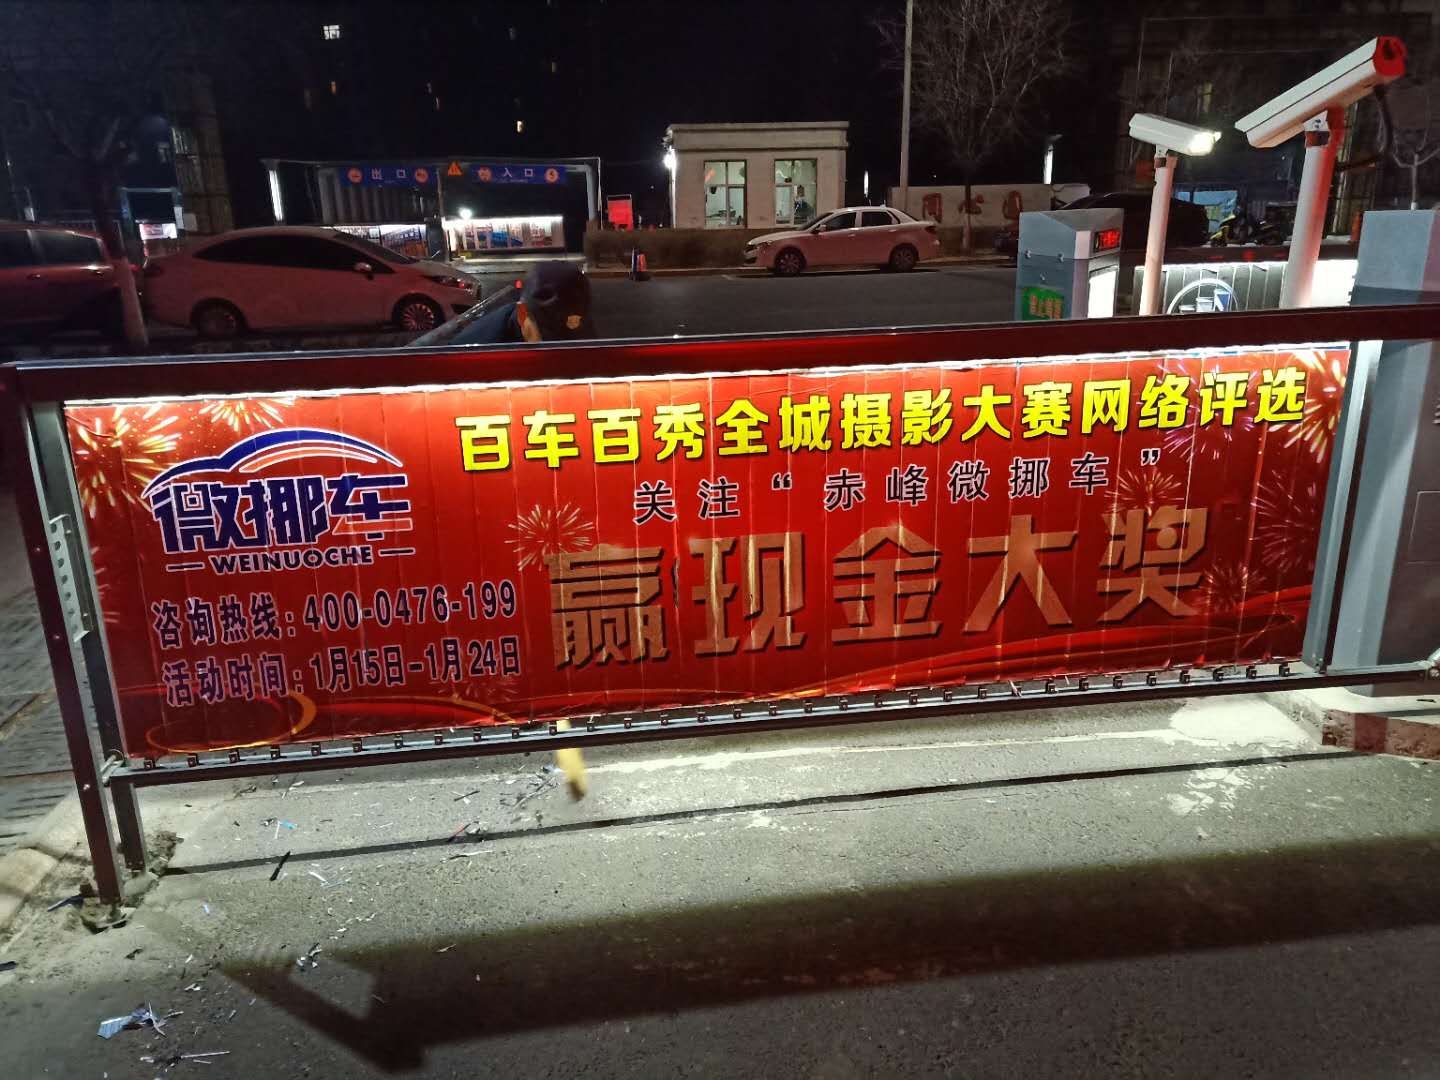 出口
入口
百车百秀全城摄影大赛网络评选
关注“赤峰微挪车”
赢现金大奖
微挪车
WEINUOCHE
咨询热线:400-0476-199
活动时间:1月15日-1月24日